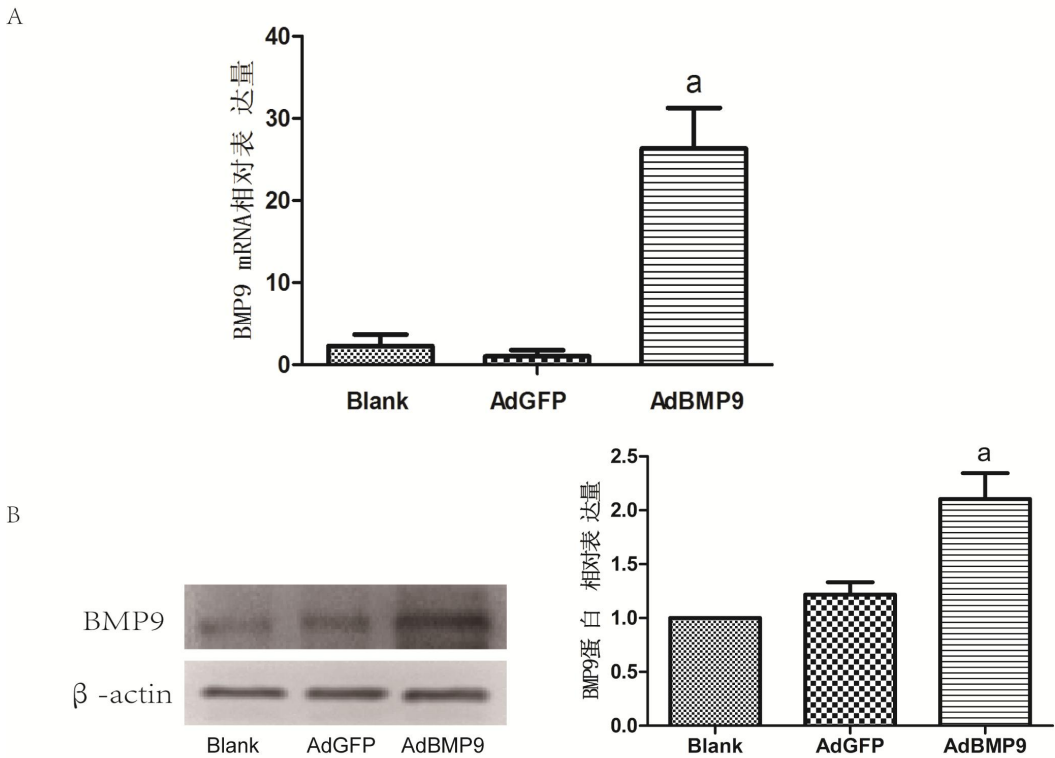 A
40
30
20
10
0
BMP9 mRNA相对表 达量
a
Blank AdGFP AdBMP9
B
BMP9
β-actin
Blank AdGFP AdBMP9
2.5
2.0
1.5
1.0
0.5
0.0
BMP9蛋 白 相对表 达量
a
Blank AdGFP AdBMP9